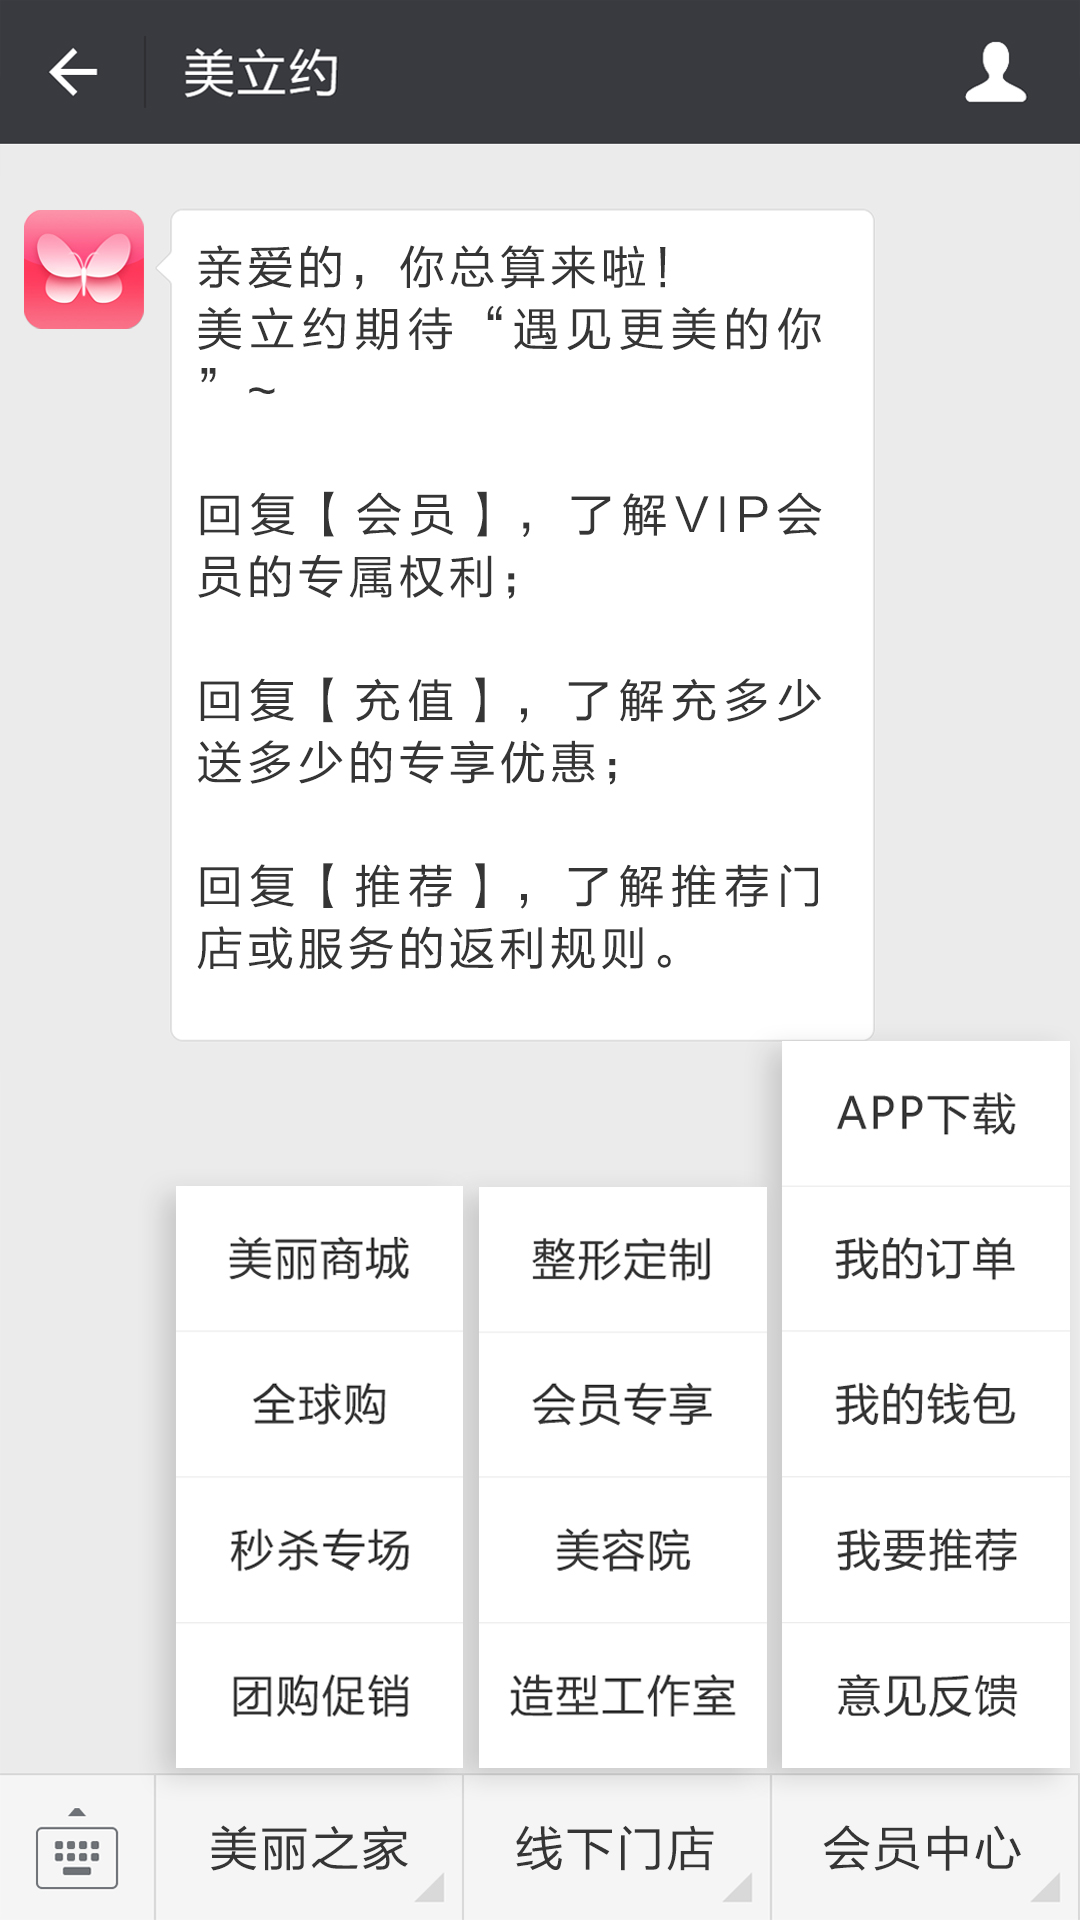 美立约
亲爱的，你总算来啦！
美立约期待“遇见更美的你
”~
回复【会员】，了解VIP会
员的专属权利；
回复【充值】，了解充多少
送多少的专享优惠；
回复【推荐】，了解推荐门
店或服务的返利规则。
美丽商城
全球购
秒杀专场
团购促销
整形定制
会员专享
美容院
造型工作室
APP下载
我的订单
我的钱包
我要推荐
意见反馈
美丽之家
线下门店
会员中心